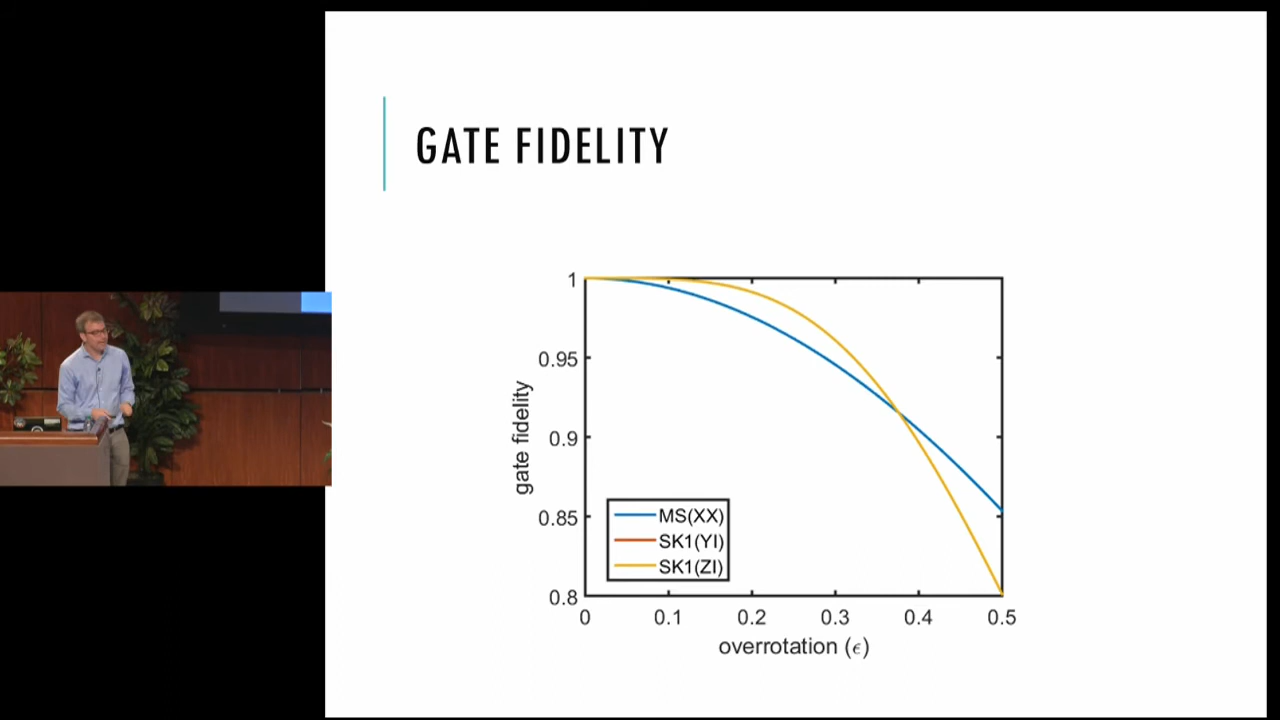 GATE FIDELITY
1
0.95
0.9
0.85
0.8
gate fidelity
MS(XX)
SK1(YI)
SK1(ZI)
0 0.1 0.2 0.3 0.4 0.5
overrotation (ϵ)